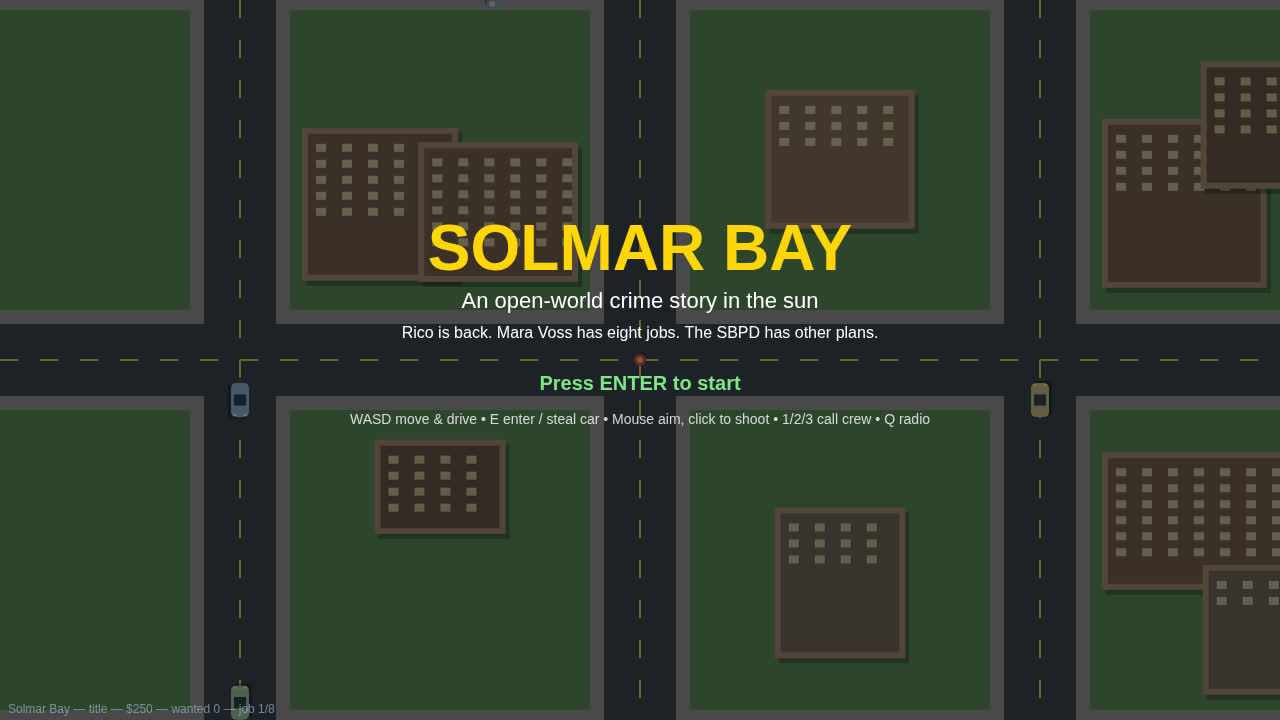 SOLMAR BAY
An open-world crime story in the sun
Rico is back. Mara Voss has eight jobs. The SBPD has other plans.
Press ENTER to start
WASD move & drive • E enter / steal car • Mouse aim, click to shoot • 1/2/3 call crew • Q radio
Solmar Bay — title — $250 — wanted 0 — job 1/8